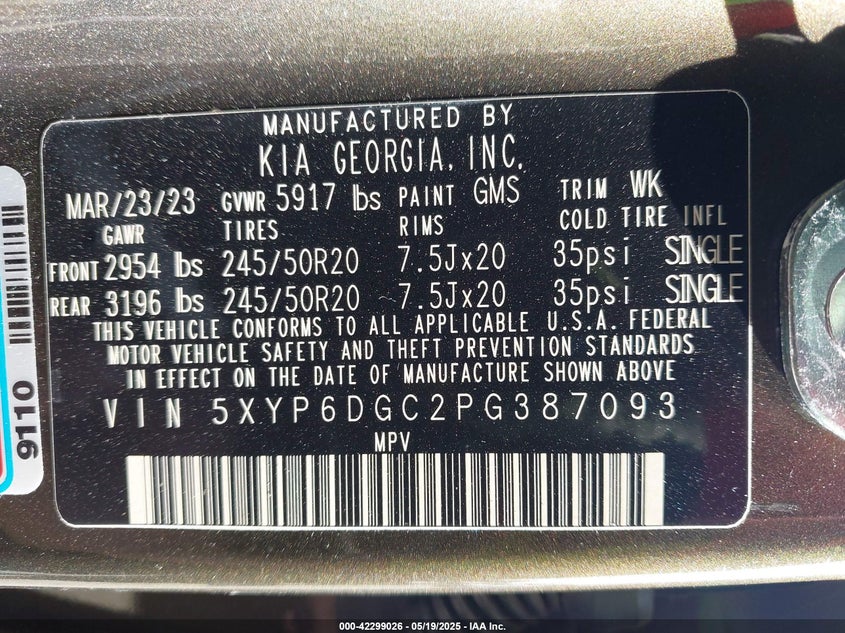 MANUFACTURED BY
KIA GEORGIA, INC.
MAR/23/23 GVWR 5917 lbs PAINT GMS TRIM WK
GAWR TIRES RIMS COLD TIRE INFL
FRONT 2954 lbs 245/50R20 7.5Jx20 35psi SINGLE
REAR 3196 lbs 245/50R20 7.5Jx20 35psi SINGLE
THIS VEHICLE CONFORMS TO ALL APPLICABLE U.S.A. FEDERAL
MOTOR VEHICLE SAFETY AND THEFT PREVENTION STANDARDS
IN EFFECT ON THE DATE OF MANUFACTURE SHOWN ABOVE
VIN 5XYP6DGC2PG387093
MPV
9110
000-42299026 - 05/19/2025 - IAA Inc.